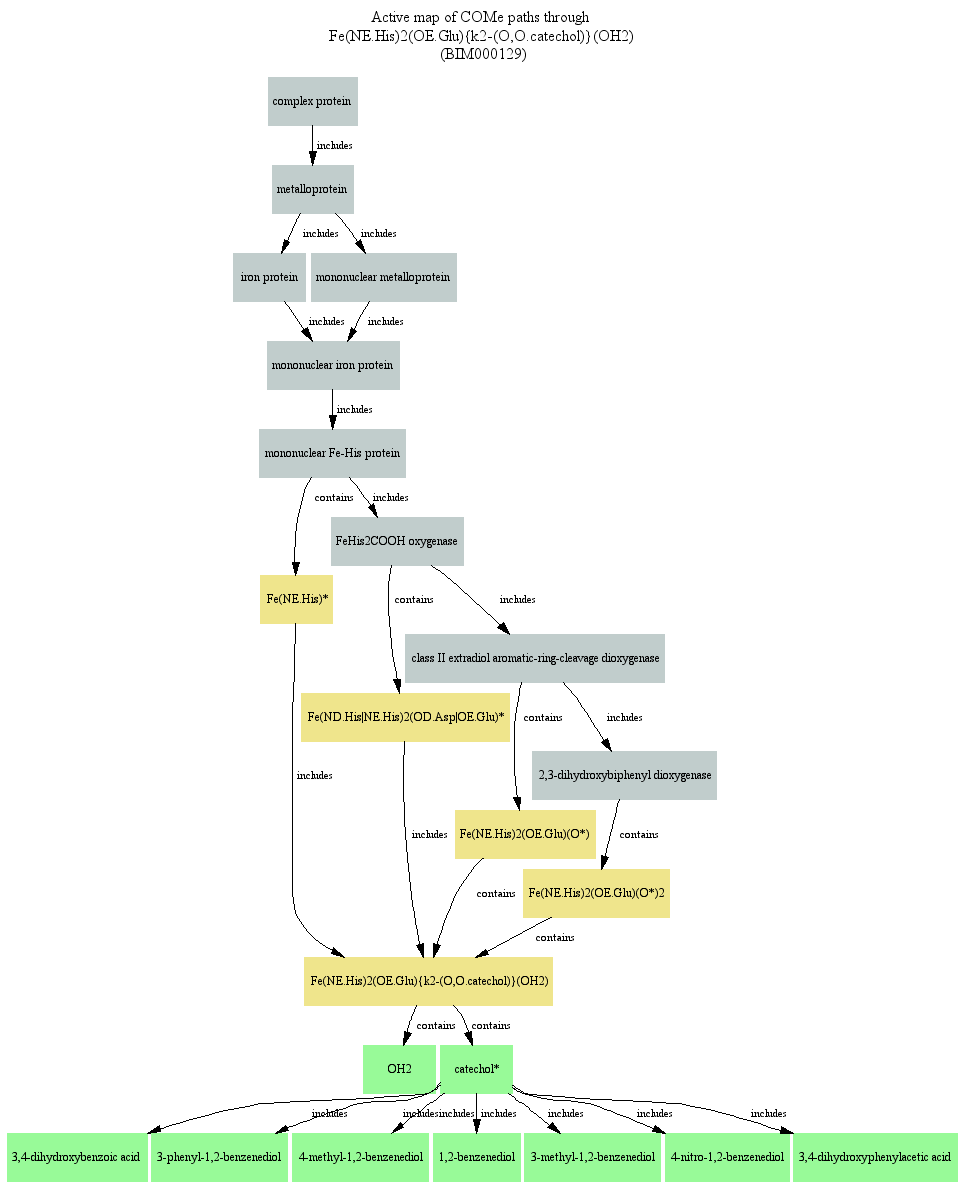 Active map of COMe paths through
Fe(NE.His)2(OE.Glu){k2-(O,O.catechol)}(OH2)
(BIM000129)
complex protein
includes
metalloprotein
includes
includes
iron protein
mononuclear metalloprotein
includes
includes
mononuclear iron protein
includes
mononuclear Fe-His protein
contains
includes
FeHis2COOH oxygenase
Fe(NE.His)*
contains
includes
class II extradiol aromatic-ring-cleavage dioxygenase
Fe(ND.His|NE.His)2(OD.Asp|OE.Glu)*
contains
includes
includes
2,3-dihydroxybiphenyl dioxygenase
Fe(NE.His)2(OE.Glu)(O*)
includes
contains
contains
Fe(NE.His)2(OE.Glu)(O*)2
contains
Fe(NE.His)2(OE.Glu){k2-(O,O.catechol)}(OH2)
contains
contains
OH2
catechol*
includes
includes
includes
includes
includes
includes
includes
3,4-dihydroxybenzoic acid
3-phenyl-1,2-benzenediol
4-methyl-1,2-benzenediol
1,2-benzenediol
3-methyl-1,2-benzenediol
4-nitro-1,2-benzenediol
3,4-dihydroxyphenylacetic acid